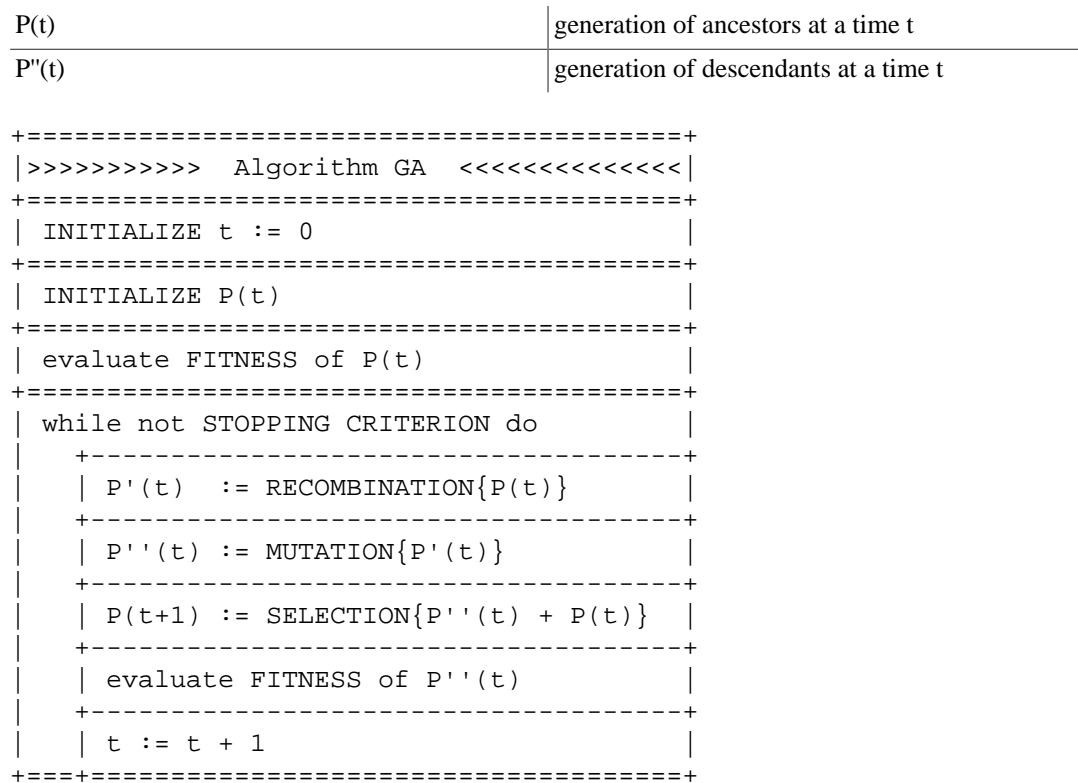 P(t) generation of ancestors at a time t
P''(t) generation of descendants at a time t
+=========================================+
|>>>>>>>>>>>  Algorithm GA  <<<<<<<<<<<<<<|
+=========================================+
| INITIALIZE t := 0                       |
+=========================================+
| INITIALIZE P(t)                         |
+=========================================+
| evaluate FITNESS of P(t)                |
+=========================================+
| while not STOPPING CRITERION do         |
|   +-------------------------------------+
|   | P'(t)  := RECOMBINATION{P(t)}       |
|   +-------------------------------------+
|   | P''(t) := MUTATION{P'(t)}           |
|   +-------------------------------------+
|   | P(t+1) := SELECTION{P''(t) + P(t)}  |
|   +-------------------------------------+
|   | evaluate FITNESS of P''(t)          |
|   +-------------------------------------+
|   | t := t + 1                          |
+===+=====================================+